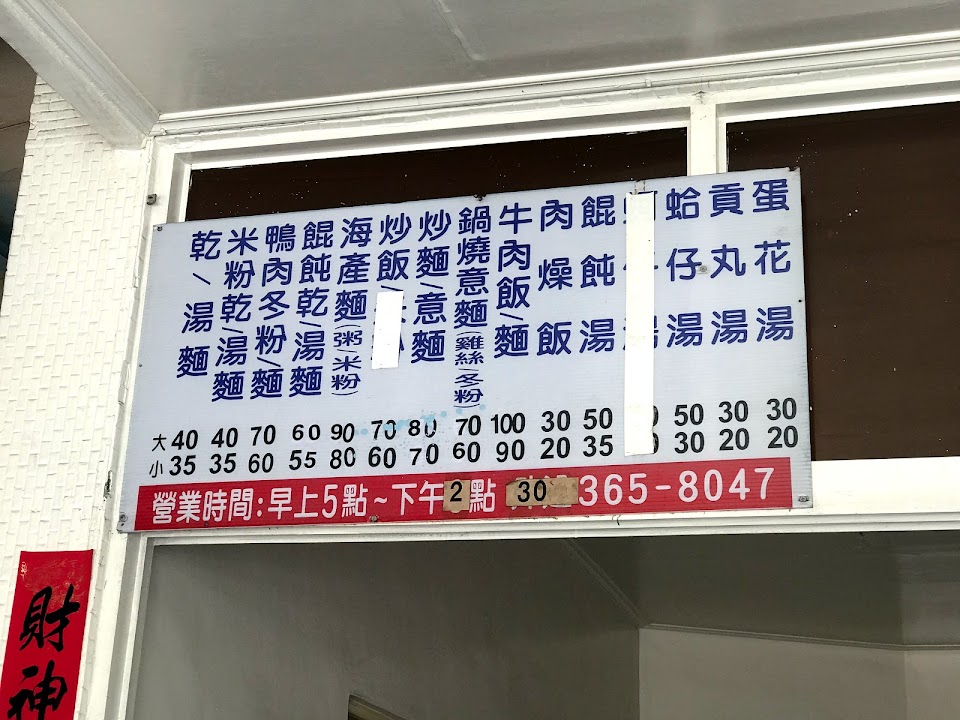 乾/湯麵
米粉乾/湯麵
鴨肉冬粉/麵
餛飩乾/湯麵
海產麵(粥/米粉)
炒飯/
炒麵/意麵
鍋燒意麵(雞絲/冬粉)
牛肉飯/麵
肉燥飯
餛飩湯
蛤仔湯
貢丸湯
蛋花湯
大 40 40 70 60 90 70 80 70 100 30 50 50 30 30
小 35 35 60 55 80 60 70 60 90 20 35 30 20 20
營業時間:早上5點~下午2點 30 365-8047
財神